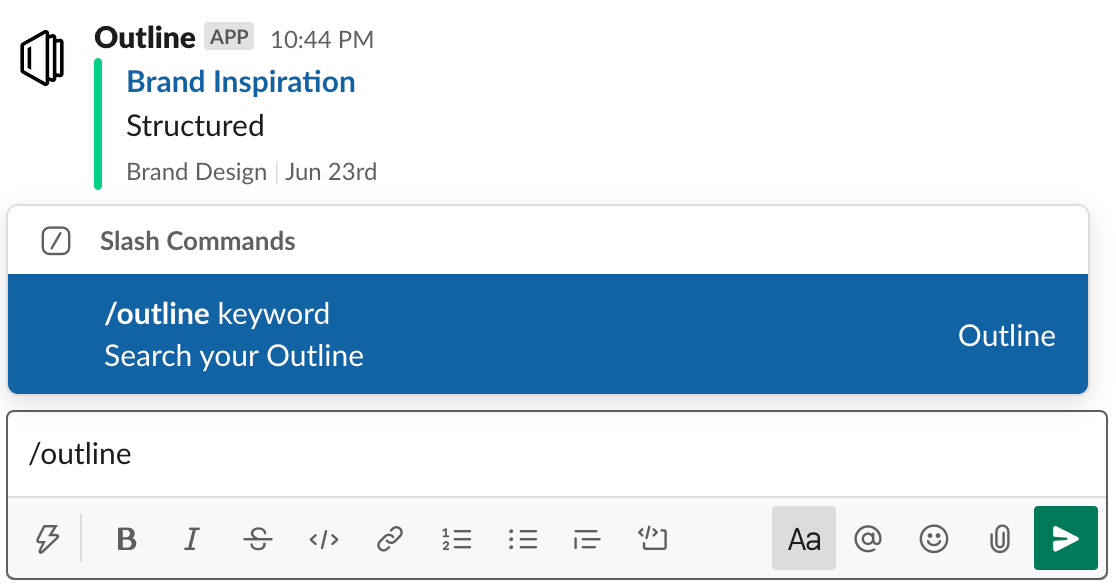 Outline APP 10:44 PM
Brand Inspiration
Structured
Brand Design | Jun 23rd
Slash Commands
/outline keyword
Search your Outline
Outline
/outline
B I S </> Aa @